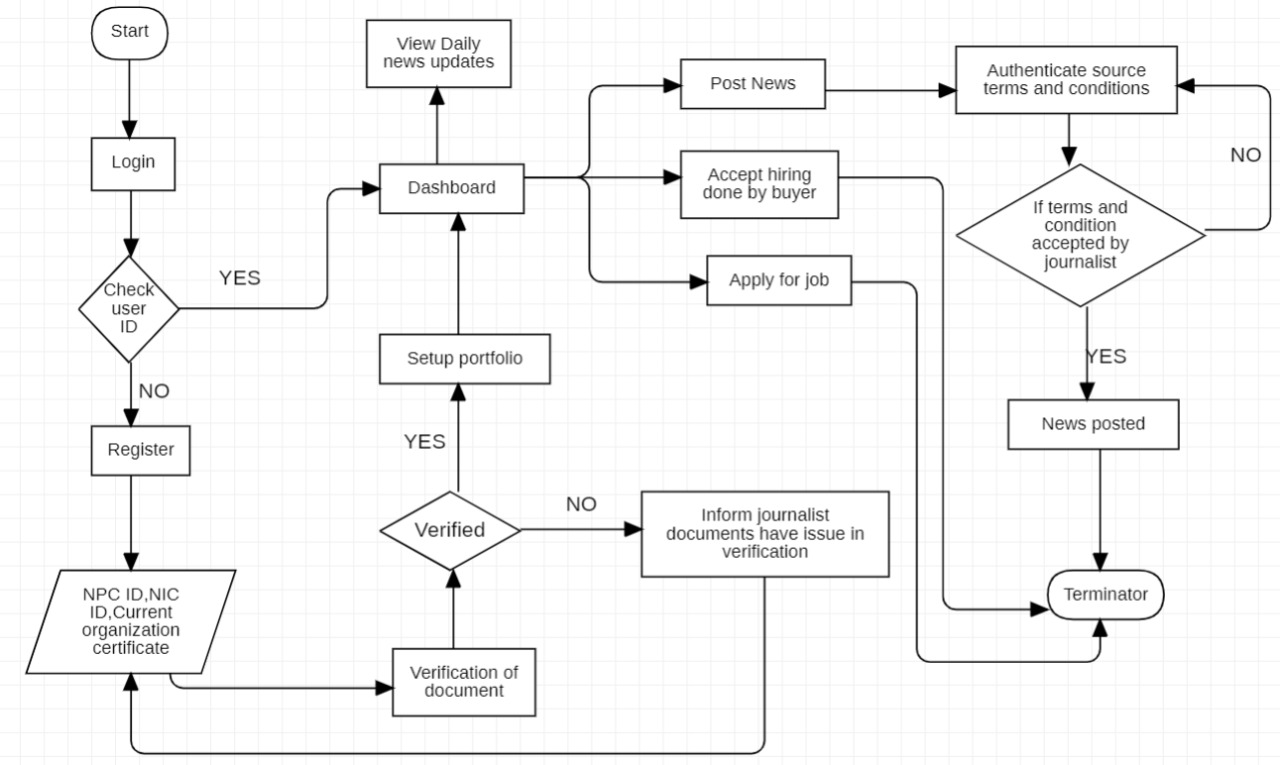 Start
Login
Check
user
ID
YES
NO
Register
NPC ID,NIC
ID,Current
organization
certificate
View Daily
news updates
Dashboard
Setup portfolio
YES
Verified
NO
Verification of
document
Inform journalist
documents have issue in
verification
Post News
Accept hiring
done by buyer
Apply for job
Authenticate source
terms and conditions
NO
If terms and
condition
accepted by
journalist
YES
News posted
Terminator